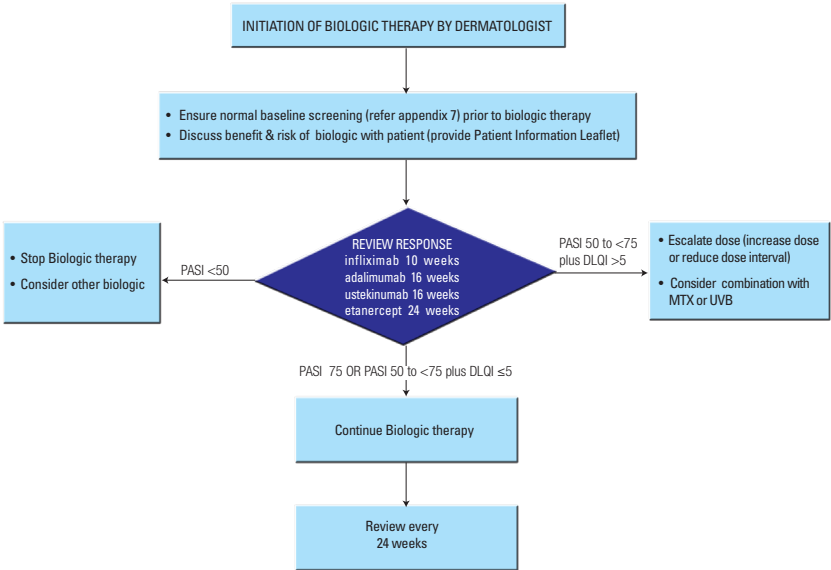 INITIATION OF BIOLOGIC THERAPY BY DERMATOLOGIST
• Ensure normal baseline screening (refer appendix 7) prior to biologic therapy
• Discuss benefit & risk of biologic with patient (provide Patient Information Leaflet)
REVIEW RESPONSE
infliximab 10 weeks
adalimumab 16 weeks
ustekinumab 16 weeks
etanercept 24 weeks
PASI <50
• Stop Biologic therapy
• Consider other biologic
PASI 50 to <75
plus DLQI >5
• Escalate dose (increase dose
or reduce dose interval)
• Consider combination with
MTX or UVB
PASI 75 OR PASI 50 to <75 plus DLQI ≤5
Continue Biologic therapy
Review every
24 weeks